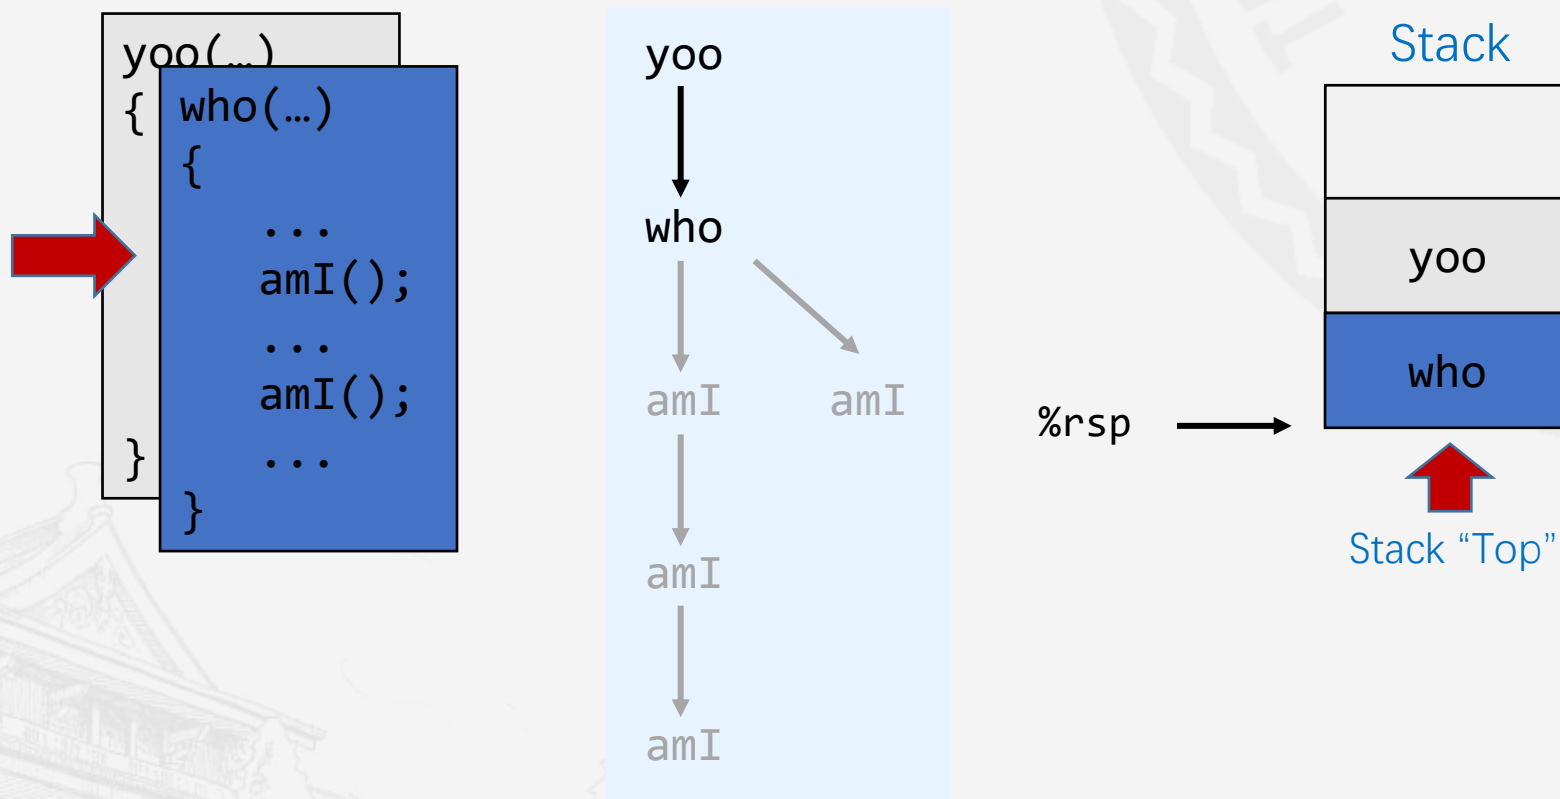 yoo(…)
{
}
who(…)
{
...
amI();
...
amI();
...
}
yoo
who
amI amI
amI
amI
%rsp
Stack
yoo
who
Stack “Top”